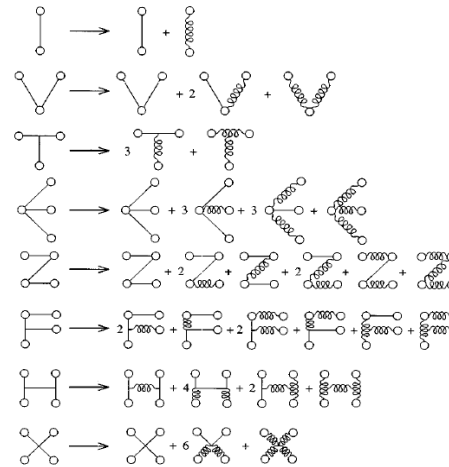 +
+ 2 +
3 +
+ 3 + 3 +
+ 2 + + 2 + +
2 + + 2 + + +
+ 4 + 2 +
+ 6 +